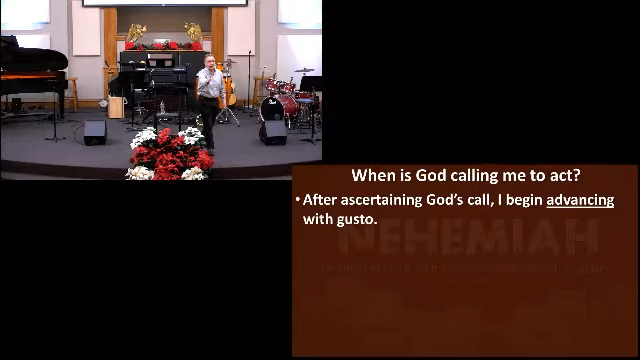 When is God calling me to act?
• After ascertaining God's call, I begin advancing
with gusto.
NEHEMIAH